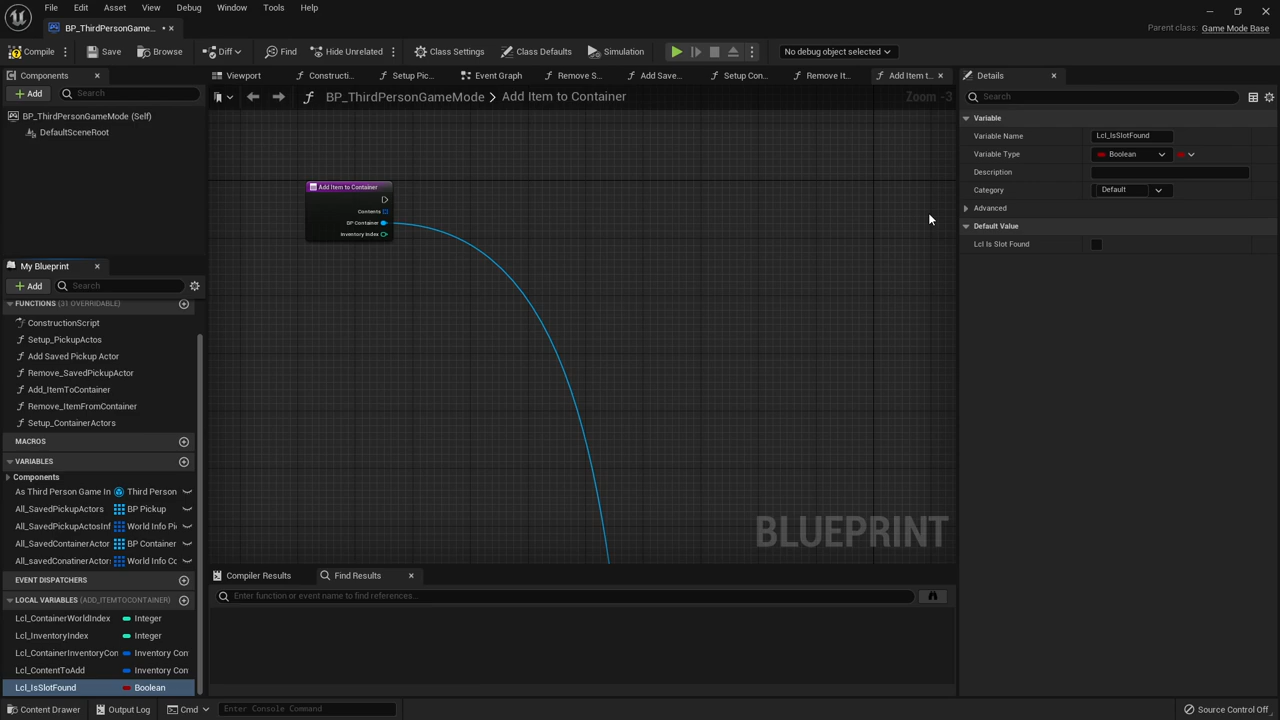 File Edit Asset View Debug Window Tools Help
BP_ThirdPersonGame...
Parent class: Game Mode Base
Compile Save Browse Diff Find Hide Unrelated Class Settings Class Defaults Simulation No debug object selected
Components
Viewport Constructi... Setup Pic... Event Graph Remove S... Add Save... Setup Con... Remove Ite... Add Item t...
Details
+ Add Search
BP_ThirdPersonGameMode > Add Item to Container
Zoom -3
Search
BP_ThirdPersonGameMode (Self)
DefaultSceneRoot
Variable
Variable Name Lcl_IsSlotFound
Variable Type Boolean
Description
Category Default
Advanced
Default Value
Lcl Is Slot Found
Add Item to Container
Contents
BP Container
Inventory Index
My Blueprint
+ Add Search
FUNCTIONS (31 OVERRIDABLE)
ConstructionScript
Setup_PickupActos
Add Saved Pickup Actor
Remove_SavedPickupActor
Add_ItemToContainer
Remove_ItemFromContainer
Setup_ContainerActors
MACROS
VARIABLES
Components
As Third Person Game In Third Person
All_SavedPickupActors BP Pickup
All_SavedPickupActosInf World Info Pi
All_SavedContainerActor BP Container
All_savedConatinerActor World Info Co
EVENT DISPATCHERS
LOCAL VARIABLES (ADD_ITEMTOCONTAINER)
Lcl_ContainerWorldIndex Integer
Lcl_InventoryIndex Integer
Lcl_ContainerInventoryCon Inventory Con
Lcl_ContentToAdd Inventory Con
Lcl_IsSlotFound Boolean
BLUEPRINT
Compiler Results Find Results
Enter function or event name to find references...
Content Drawer Output Log Cmd Enter Console Command Source Control Off